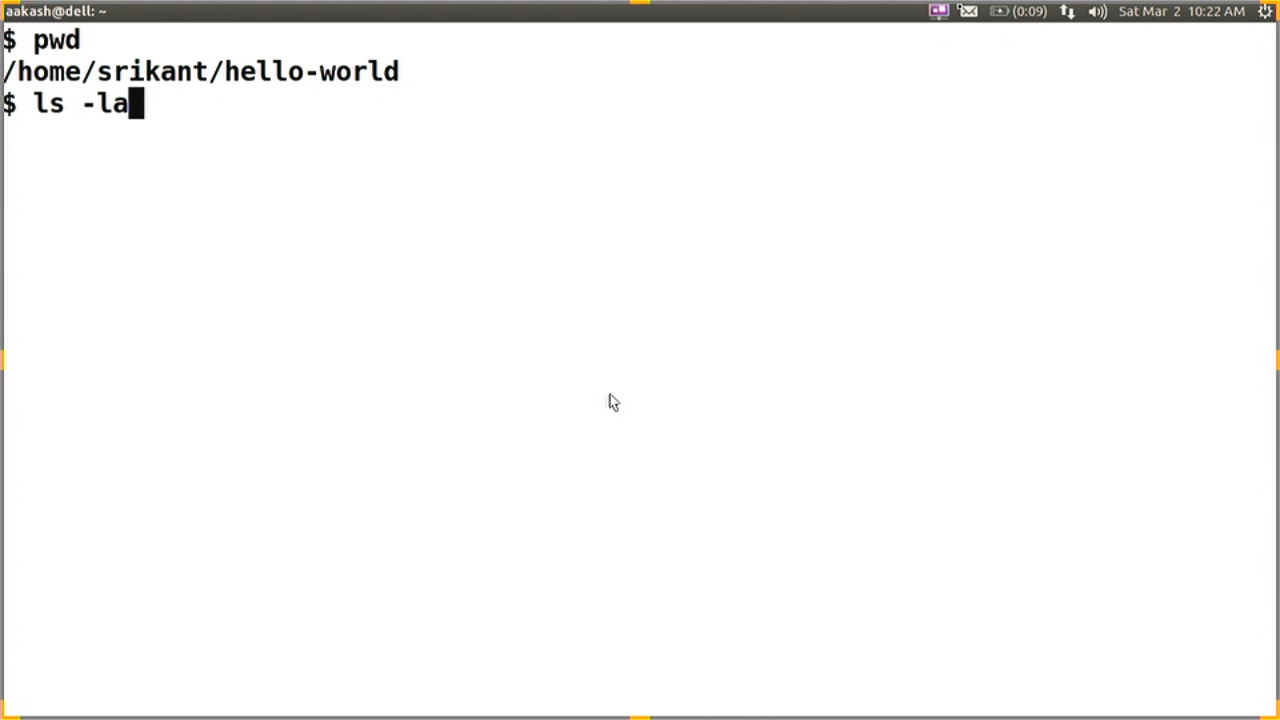 aakash@dell: ~
(0:09) Sat Mar 2 10:22 AM
$ pwd
/home/srikant/hello-world
$ ls -la